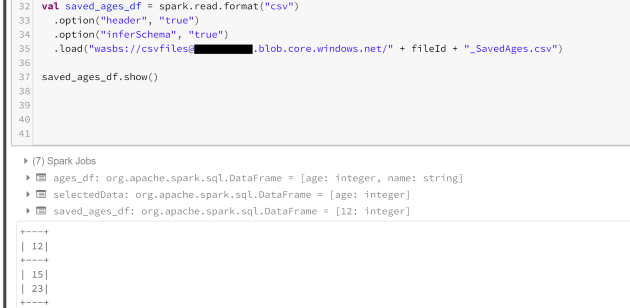 32 val saved_ages_df = spark.read.format("csv")
33 .option("header", "true")
34 .option("inferSchema", "true")
35 .load("wasbs://csvfiles@.blob.core.windows.net/" + fileId + "_SavedAges.csv")
36
37 saved_ages_df.show()
38
39
40
41
(7) Spark Jobs
ages_df: org.apache.spark.sql.DataFrame = [age: integer, name: string]
selectedData: org.apache.spark.sql.DataFrame = [age: integer]
saved_ages_df: org.apache.spark.sql.DataFrame = [12: integer]
+---+
| 12|
+---+
| 15|
| 23|
+---+